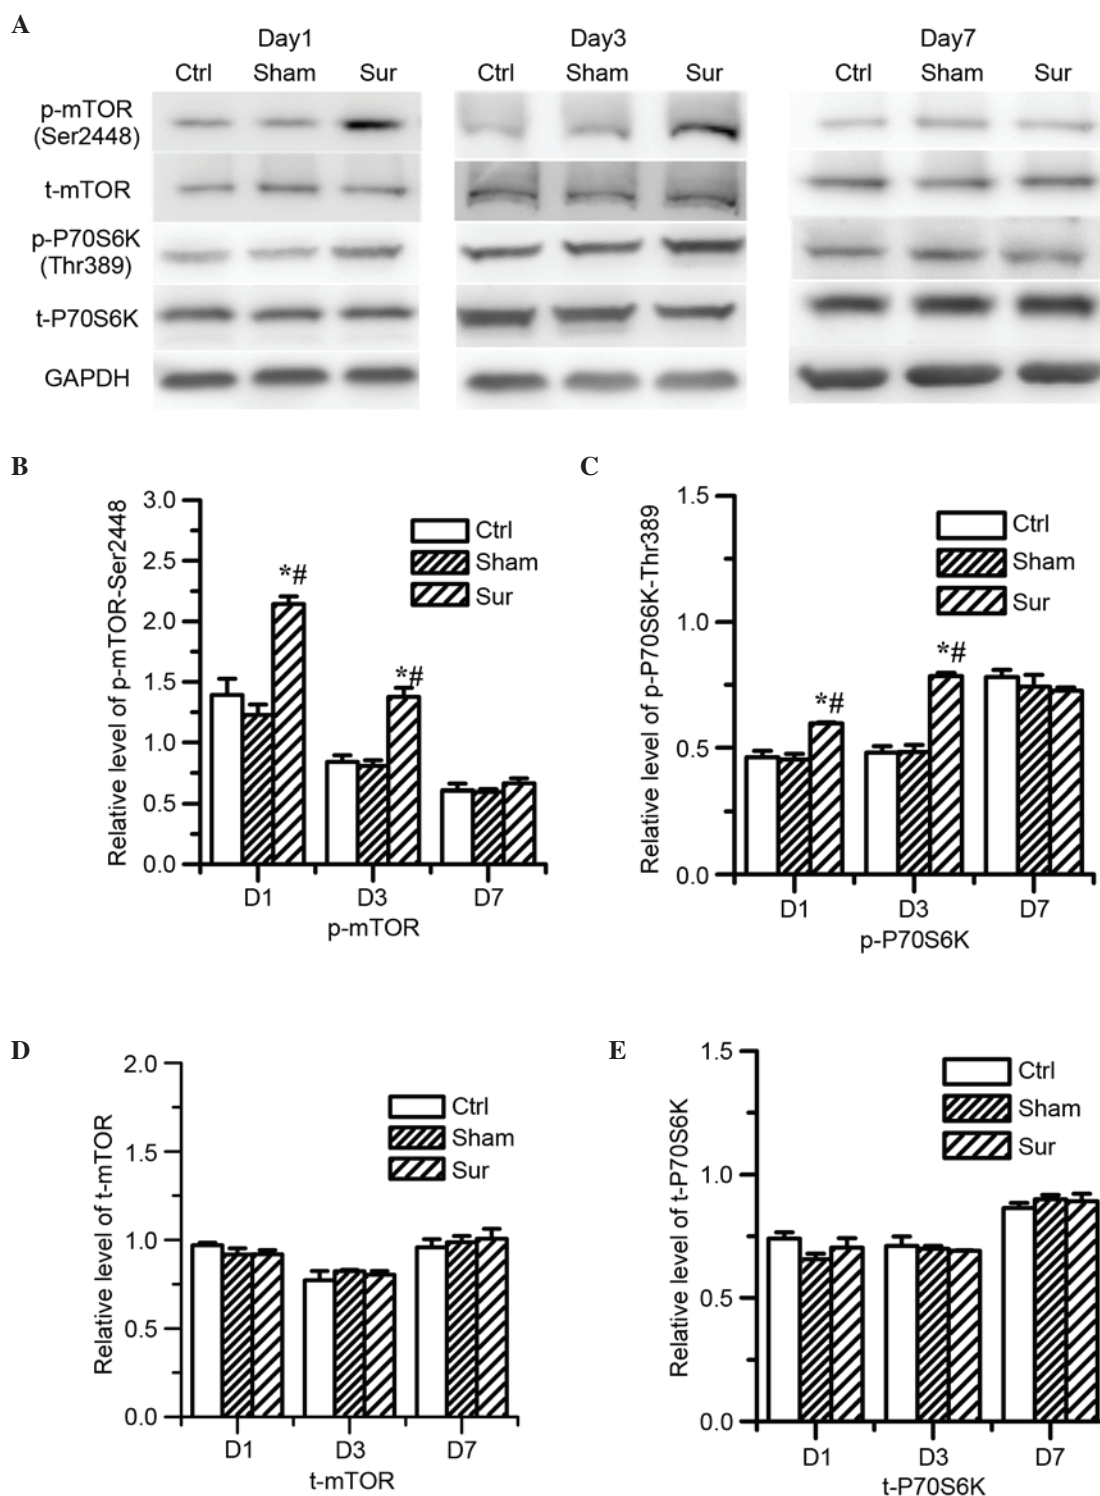 A
Day1 Day3 Day7
Ctrl Sham Sur Ctrl Sham Sur Ctrl Sham Sur
p-mTOR
(Ser2448)
t-mTOR
p-P70S6K
(Thr389)
t-P70S6K
GAPDH
B
Relative level of p-mTOR-Ser2448
3.0
2.5
2.0
1.5
1.0
0.5
0.0
Ctrl
Sham
Sur
*#
*#
D1 D3 D7
p-mTOR
C
Relative level of p-P70S6K-Thr389
1.5
1.0
0.5
0.0
Ctrl
Sham
Sur
*#
*#
D1 D3 D7
p-P70S6K
D
Relative level of t-mTOR
2.0
1.5
1.0
0.5
0.0
Ctrl
Sham
Sur
D1 D3 D7
t-mTOR
E
Relative level of t-P70S6K
1.5
1.0
0.5
0.0
Ctrl
Sham
Sur
D1 D3 D7
t-P70S6K